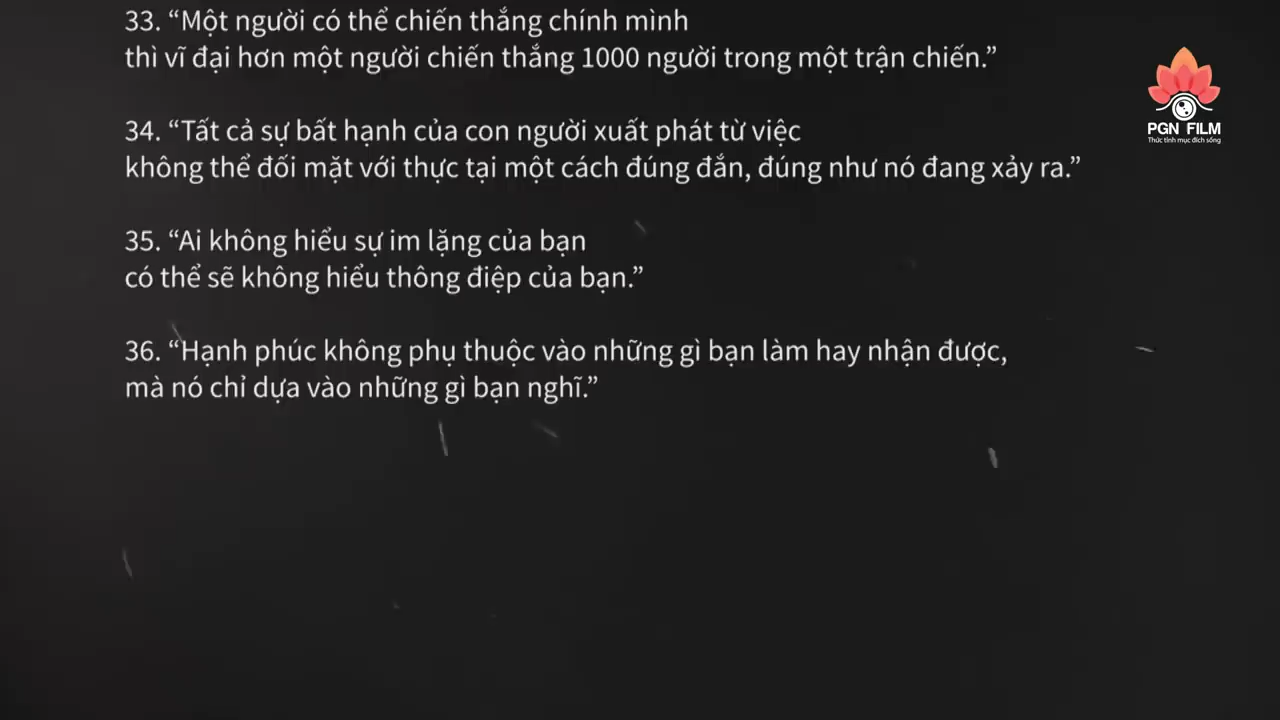 33. “Một người có thể chiến thắng chính mình
thì vĩ đại hơn một người chiến thắng 1000 người trong một trận chiến.”
PGN FILM
Thức tỉnh mục đích sống
34. “Tất cả sự bất hạnh của con người xuất phát từ việc
không thể đối mặt với thực tại một cách đúng đắn, đúng như nó đang xảy ra.”
35. “Ai không hiểu sự im lặng của bạn
có thể sẽ không hiểu thông điệp của bạn.”
36. “Hạnh phúc không phụ thuộc vào những gì bạn làm hay nhận được,
mà nó chỉ dựa vào những gì bạn nghĩ.”